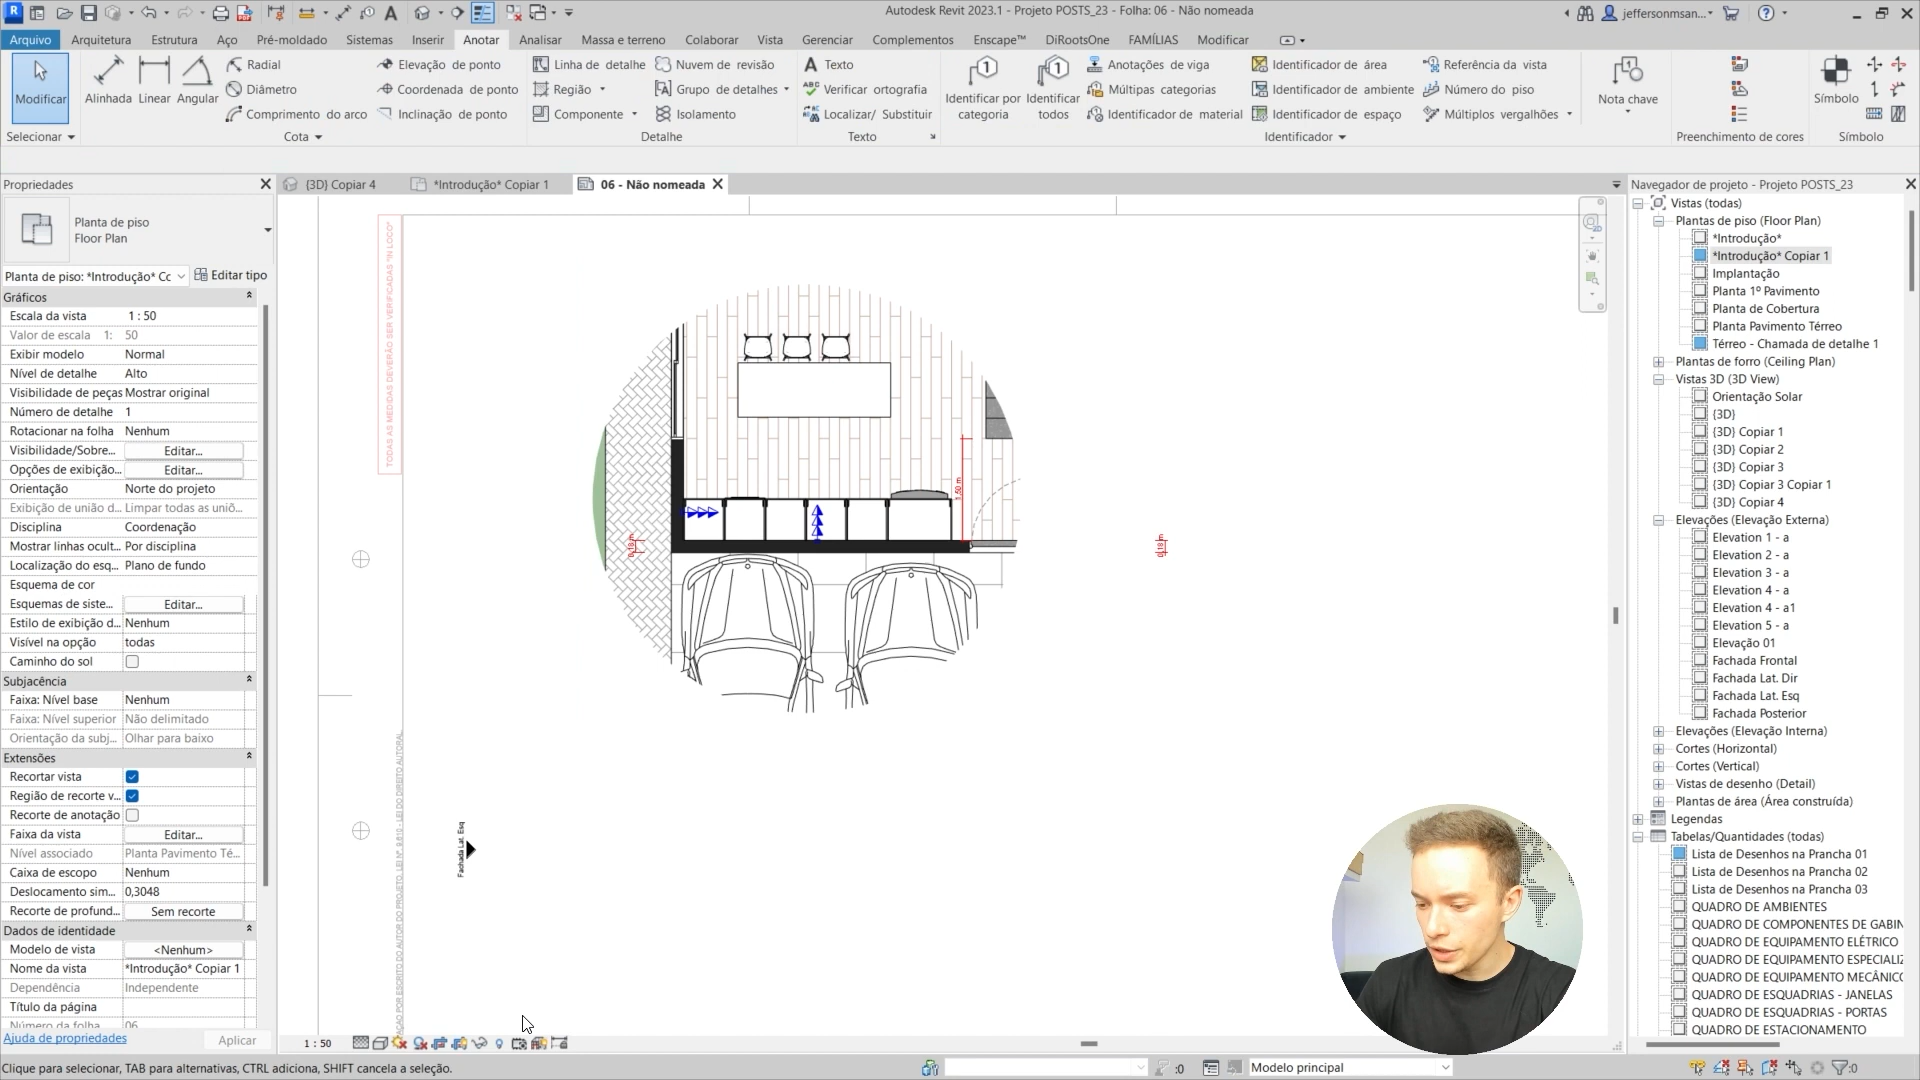 Autodesk Revit 2023.1 - Projeto POSTS_23 - Folha: 06 - Não nomeada
jeffersonmsan...
Arquivo
Arquitetura
Estrutura
Aço
Pré-moldado
Sistemas
Inserir
Anotar
Analisar
Massa e terreno
Colaborar
Vista
Gerenciar
Complementos
Enscape™
DiRootsOne
FAMÍLIAS
Modificar
Modificar
Alinhada
Linear
Angular
Radial
Diâmetro
Comprimento do arco
Elevação de ponto
Coordenada de ponto
Inclinação de ponto
Linha de detalhe
Região
Componente
Nuvem de revisão
Grupo de detalhes
Isolamento
Texto
Verificar ortografia
Localizar/ Substituir
Identificar por categoria
Identificar todos
Anotações de viga
Múltiplas categorias
Identificador de material
Identificador de área
Identificador de ambiente
Identificador de espaço
Referência da vista
Número do piso
Múltiplos vergalhões
Nota chave
Símbolo
Selecionar
Cota
Detalhe
Texto
Identificador
Preenchimento de cores
Símbolo
Propriedades
{3D} Copiar 4
*Introdução* Copiar 1
06 - Não nomeada
Planta de piso
Floor Plan
Planta de piso: *Introdução* Cc
Editar tipo
Gráficos
Escala da vista 1 : 50
Valor de escala 1: 50
Exibir modelo Normal
Nível de detalhe Alto
Visibilidade de peças Mostrar original
Número de detalhe 1
Rotacionar na folha Nenhum
Visibilidade/Sobre... Editar...
Opções de exibição... Editar...
Orientação Norte do projeto
Exibição de união d... Limpar todas as uniõ...
Disciplina Coordenação
Mostrar linhas ocult... Por disciplina
Localização do esq... Plano de fundo
Esquema de cor
Esquemas de siste... Editar...
Estilo de exibição d... Nenhum
Visível na opção todas
Caminho do sol
Subjacência
Faixa: Nível base Nenhum
Faixa: Nível superior Não delimitado
Orientação da subj... Olhar para baixo
Extensões
Recortar vista
Região de recorte v...
Recorte de anotação
Faixa da vista Editar...
Nível associado Planta Pavimento Té...
Caixa de escopo Nenhum
Deslocamento sim... 0,3048
Recorte de profund... Sem recorte
Dados de identidade
Modelo de vista <Nenhum>
Nome da vista *Introdução* Copiar 1
Dependência Independente
Título da página
Número da folha 06
Ajuda de propriedades
Aplicar
TODAS AS MEDIDAS DEVERÃO SER VERIFICADAS "IN LOCO"
1,50 m
0,18 m
0,18 m
Fachada Lat. Esq
AÇÃO POR ESCRITO DO AUTOR DO PROJETO. LEI Nº. 9.610 - LEI DO DIREITO AUTORAL
1 : 50
Navegador de projeto - Projeto POSTS_23
Vistas (todas)
Plantas de piso (Floor Plan)
*Introdução*
*Introdução* Copiar 1
Implantação
Planta 1º Pavimento
Planta de Cobertura
Planta Pavimento Térreo
Térreo - Chamada de detalhe 1
Plantas de forro (Ceiling Plan)
Vistas 3D (3D View)
Orientação Solar
{3D}
{3D} Copiar 1
{3D} Copiar 2
{3D} Copiar 3
{3D} Copiar 3 Copiar 1
{3D} Copiar 4
Elevações (Elevação Externa)
Elevation 1 - a
Elevation 2 - a
Elevation 3 - a
Elevation 4 - a
Elevation 4 - a1
Elevation 5 - a
Elevação 01
Fachada Frontal
Fachada Lat. Dir
Fachada Lat. Esq
Fachada Posterior
Elevações (Elevação Interna)
Cortes (Horizontal)
Cortes (Vertical)
Vistas de desenho (Detail)
Plantas de área (Área construída)
Legendas
Tabelas/Quantidades (todas)
Lista de Desenhos na Prancha 01
Lista de Desenhos na Prancha 02
Lista de Desenhos na Prancha 03
QUADRO DE AMBIENTES
QUADRO DE COMPONENTES DE GABIN
QUADRO DE EQUIPAMENTO ELÉTRICO
QUADRO DE EQUIPAMENTO ESPECIALIZ
QUADRO DE EQUIPAMENTO MECÂNICO
QUADRO DE ESQUADRIAS - JANELAS
QUADRO DE ESQUADRIAS - PORTAS
QUADRO DE ESTACIONAMENTO
Clique para selecionar, TAB para alternativas, CTRL adiciona, SHIFT cancela a seleção.
:0
Modelo principal
:0